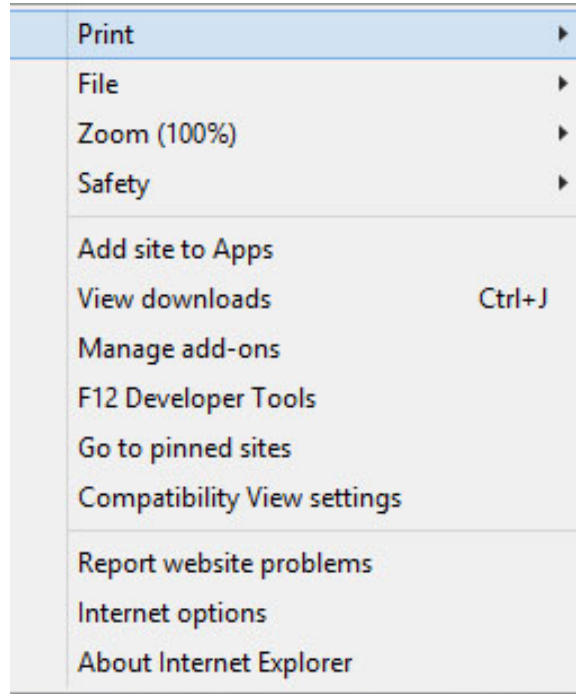 Print
File
Zoom (100%)
Safety
Add site to Apps
View downloads Ctrl+J
Manage add-ons
F12 Developer Tools
Go to pinned sites
Compatibility View settings
Report website problems
Internet options
About Internet Explorer